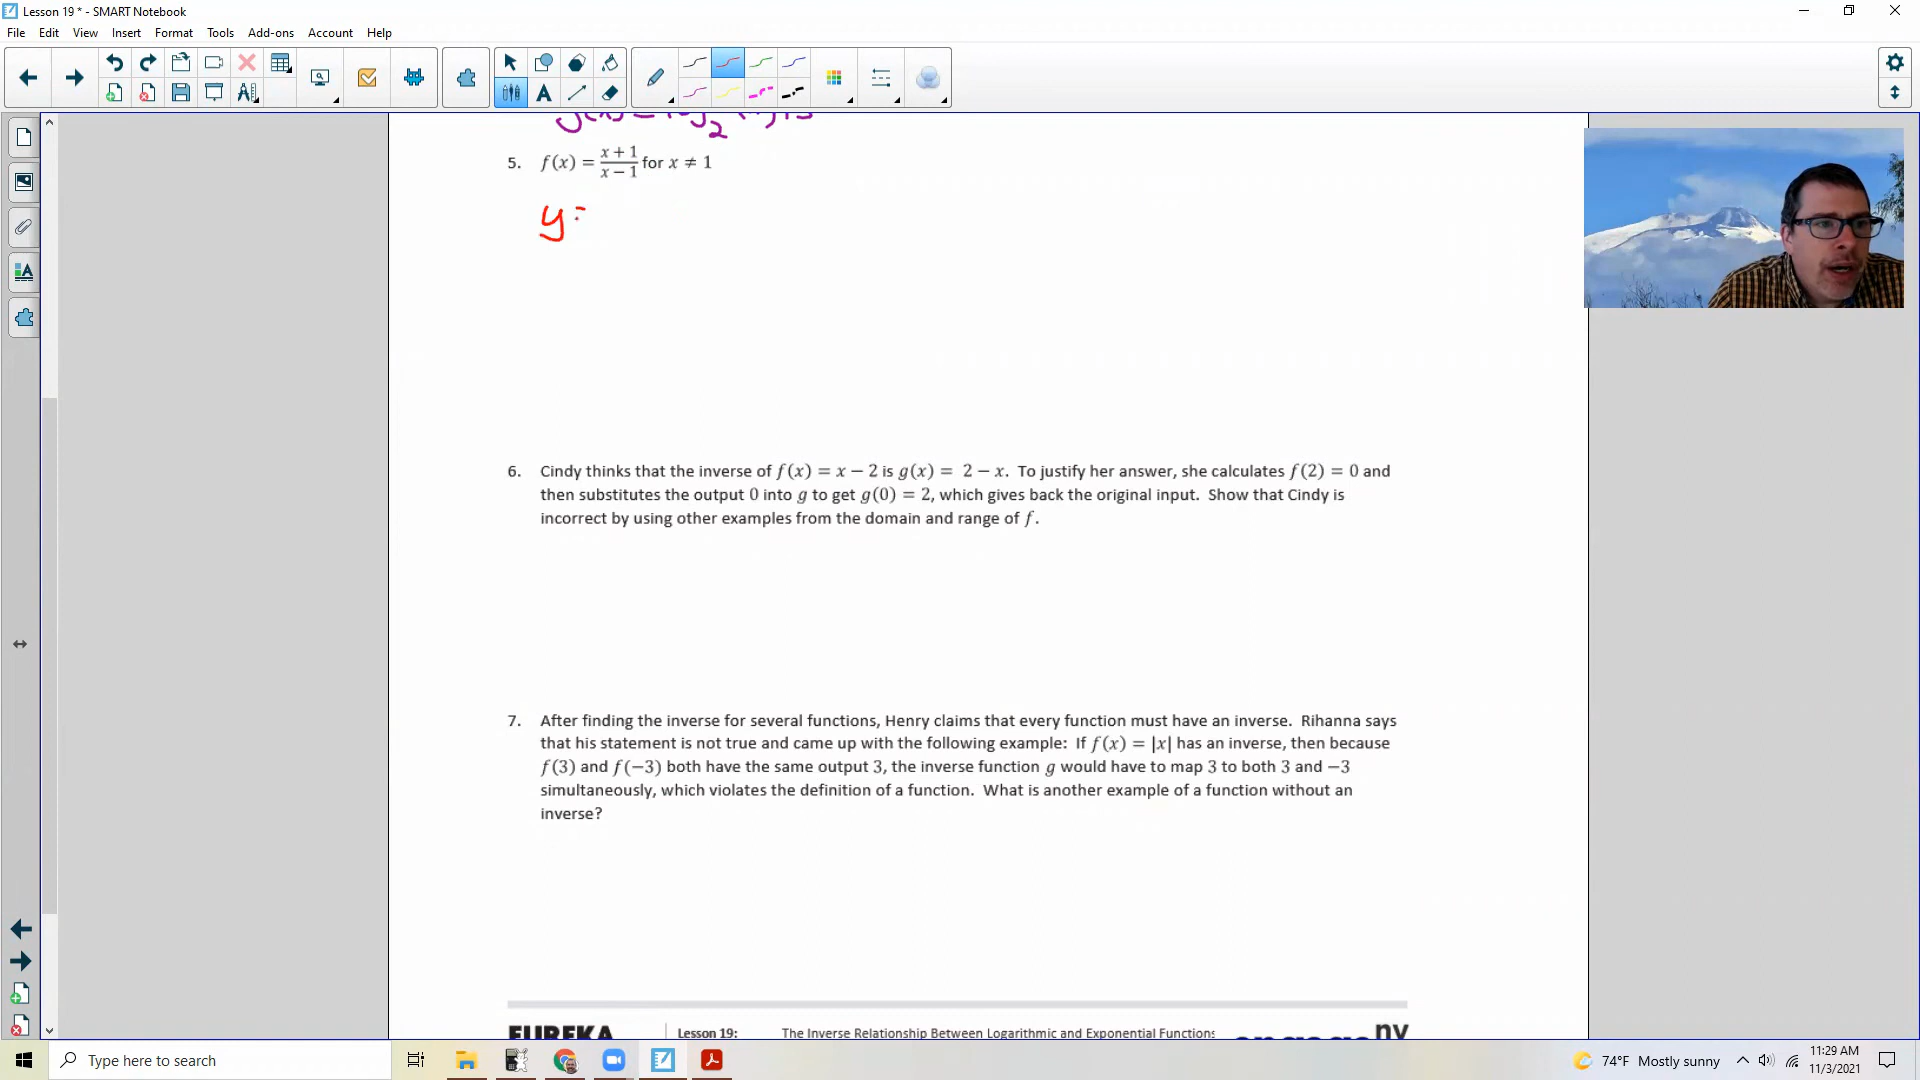 Lesson 19 * - SMART Notebook
File Edit View Insert Format Tools Add-ons Account Help
5. f(x) = \frac{x + 1}{x − 1} for x ≠ 1
y =
6. Cindy thinks that the inverse of f(x) = x − 2 is g(x) = 2 − x. To justify her answer, she calculates f(2) = 0 and
then substitutes the output 0 into g to get g(0) = 2, which gives back the original input. Show that Cindy is
incorrect by using other examples from the domain and range of f.
7. After finding the inverse for several functions, Henry claims that every function must have an inverse. Rihanna says
that his statement is not true and came up with the following example: If f(x) = |x| has an inverse, then because
f(3) and f(−3) both have the same output 3, the inverse function g would have to map 3 to both 3 and −3
simultaneously, which violates the definition of a function. What is another example of a function without an
inverse?
EUREKA
Lesson 19: The Inverse Relationship Between Logarithmic and Exponential Functions
ny
Type here to search
74°F Mostly sunny
11:29 AM
11/3/2021